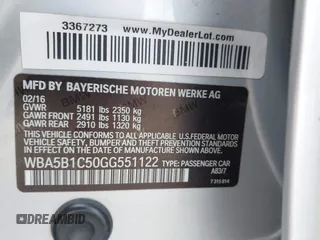 3367273
www.MyDealerLot.com
MFD BY BAYERISCHE MOTOREN WERKE AG
02/16
GVWR 5181 lbs 2350 kg
GAWR FRONT 2491 lbs 1130 kg
GAWR REAR 2910 lbs 1320 kg
THIS VEHICLE CONFORMS TO ALL APPLICABLE U.S. FEDERAL
MOTOR VEHICLE SAFETY, BUMPER, AND THEFT PREVENTION
STANDARDS IN EFFECT ON THE DATE OF MANUFACTURE SHOWN ABOVE.
WBA5B1C50GG551122
TYPE: PASSENGER CAR
A83/7
7 315 814
DREAMBID